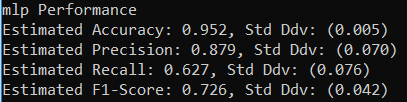 mlp Performance
Estimated Accuracy: 0.952, Std Ddv: (0.005)
Estimated Precision: 0.879, Std Ddv: (0.070)
Estimated Recall: 0.627, Std Ddv: (0.076)
Estimated F1-Score: 0.726, Std Ddv: (0.042)